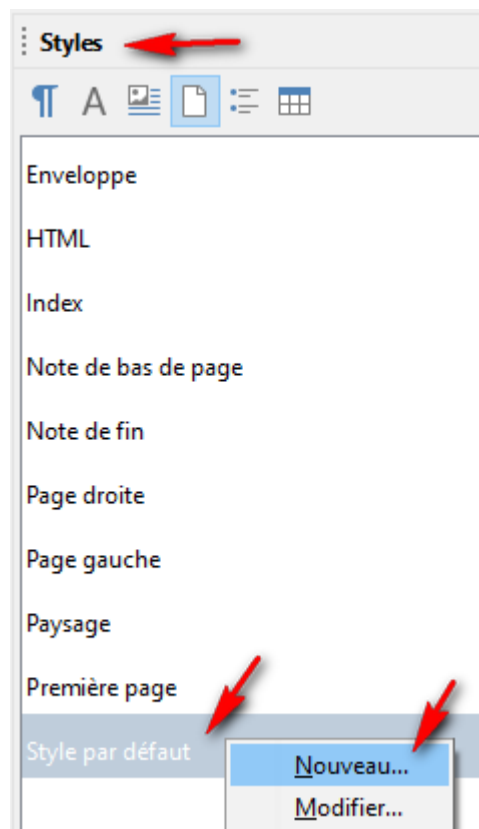 Styles
A
Enveloppe
HTML
Index
Note de bas de page
Note de fin
Page droite
Page gauche
Paysage
Première page
Style par défaut
Nouveau...
Modifier...